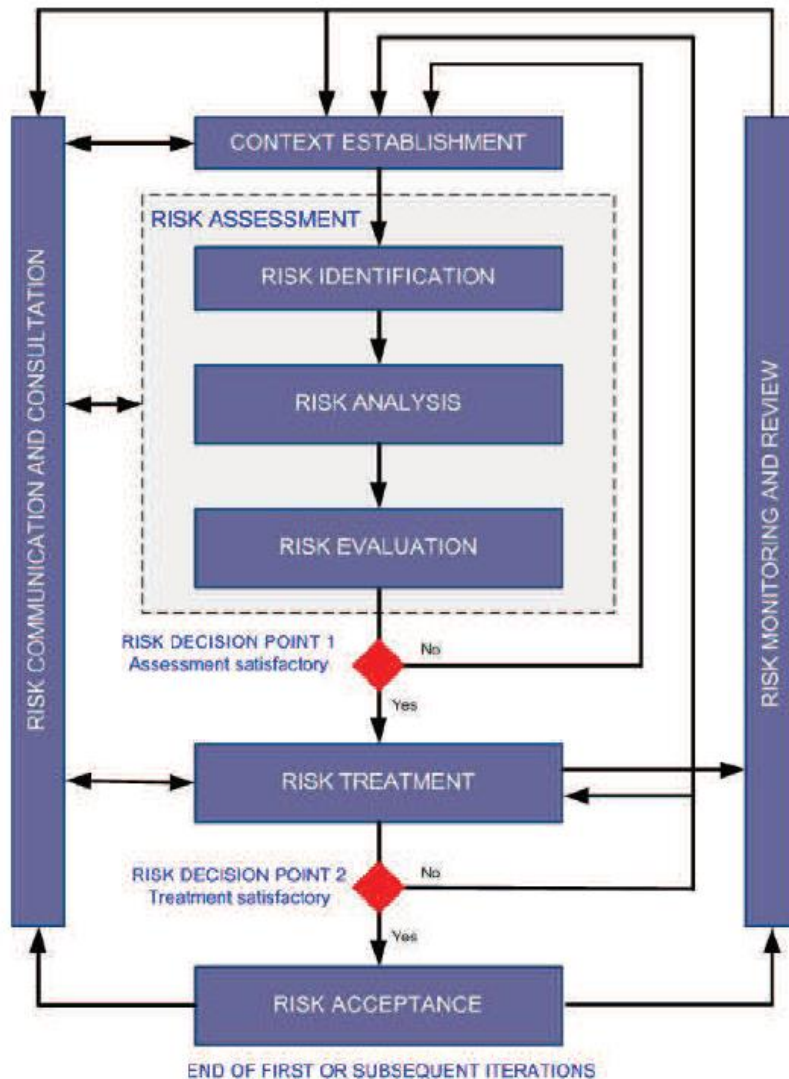 CONTEXT ESTABLISHMENT
RISK ASSESSMENT
RISK IDENTIFICATION
RISK ANALYSIS
RISK EVALUATION
RISK COMMUNICATION AND CONSULTATION
RISK MONITORING AND REVIEW
RISK DECISION POINT 1
Assessment satisfactory
No
Yes
RISK TREATMENT
RISK DECISION POINT 2
Treatment satisfactory
No
Yes
RISK ACCEPTANCE
END OF FIRST OR SUBSEQUENT ITERATIONS